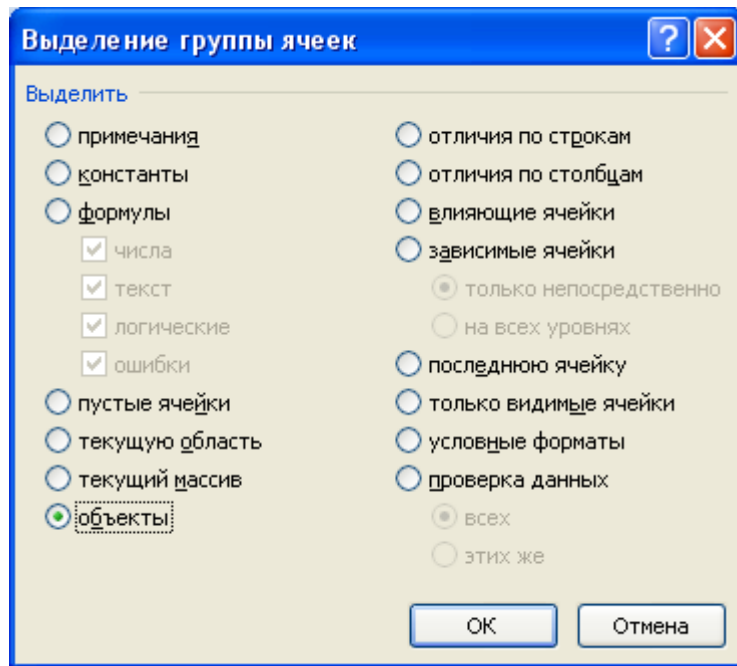 Выделение группы ячеек
Выделить
примечания
константы
формулы
числа
текст
логические
ошибки
пустые ячейки
текущую область
текущий массив
объекты
отличия по строкам
отличия по столбцам
влияющие ячейки
зависимые ячейки
только непосредственно
на всех уровнях
последнюю ячейку
только видимые ячейки
условные форматы
проверка данных
всех
этих же
ОК
Отмена